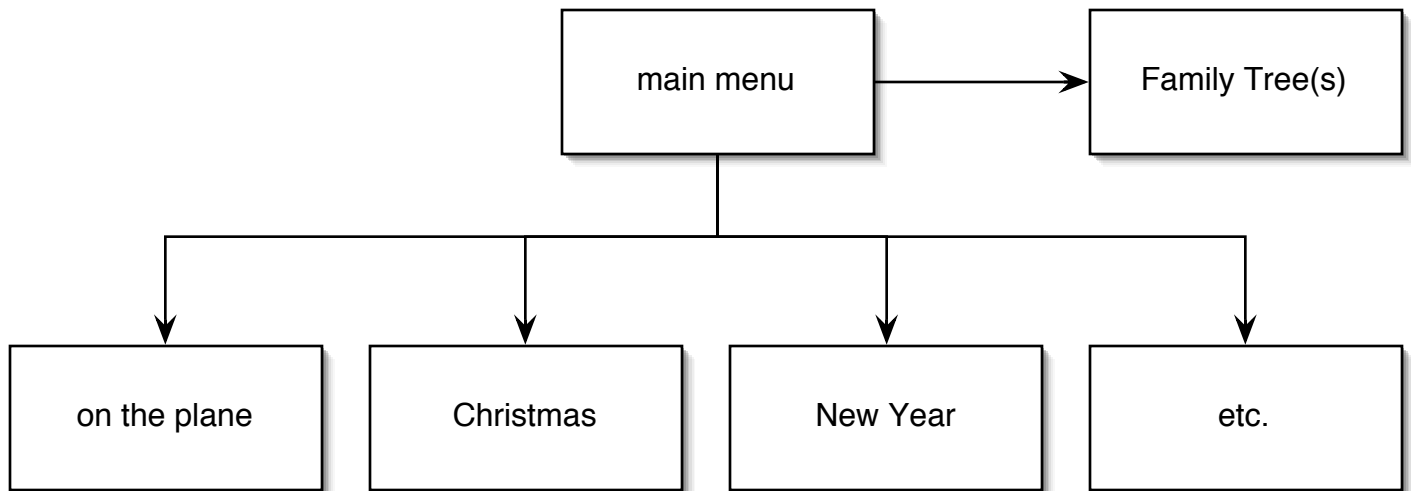 main menu
Family Tree(s)
on the plane
Christmas
New Year
etc.